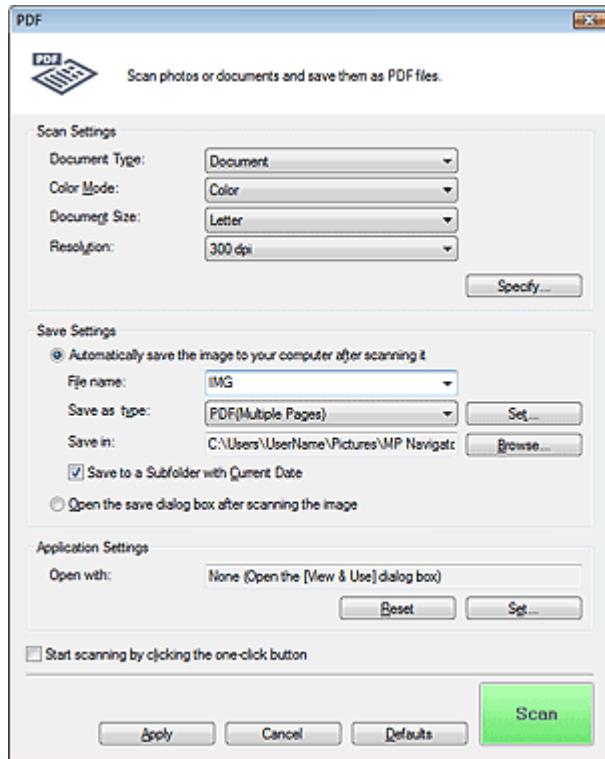 PDF
PDF
Scan photos or documents and save them as PDF files.
Scan Settings
Document Type: Document
Color Mode: Color
Document Size: Letter
Resolution: 300 dpi
Specify...
Save Settings
Automatically save the image to your computer after scanning it
File name: IMG
Save as type: PDF(Multiple Pages) Set...
Save in: C:\Users\UserName\Pictures\MP Navigato Browse...
Save to a Subfolder with Current Date
Open the save dialog box after scanning the image
Application Settings
Open with: None (Open the [View & Use] dialog box)
Reset Set...
Start scanning by clicking the one-click button
Scan
Apply Cancel Defaults